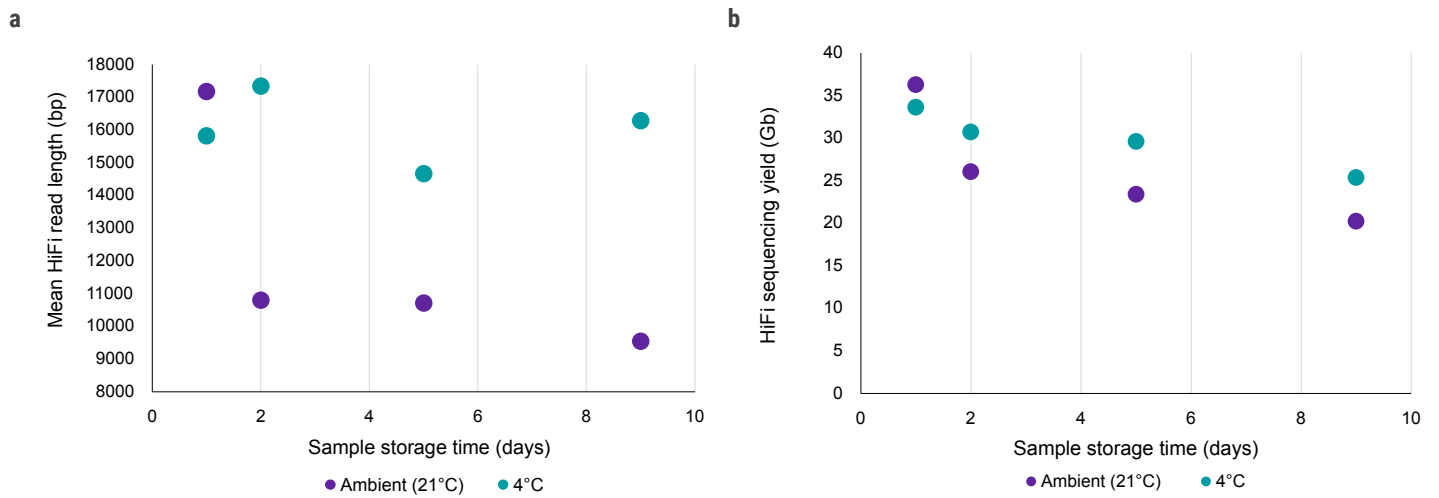 a
18000
17000
16000
15000
14000
13000
12000
11000
10000
9000
8000
Mean HiFi read length (bp)
0 2 4 6 8 10
Sample storage time (days)
Ambient (21°C) 4°C
b
40
35
30
25
20
15
10
5
0
HiFi sequencing yield (Gb)
0 2 4 6 8 10
Sample storage time (days)
Ambient (21°C) 4°C